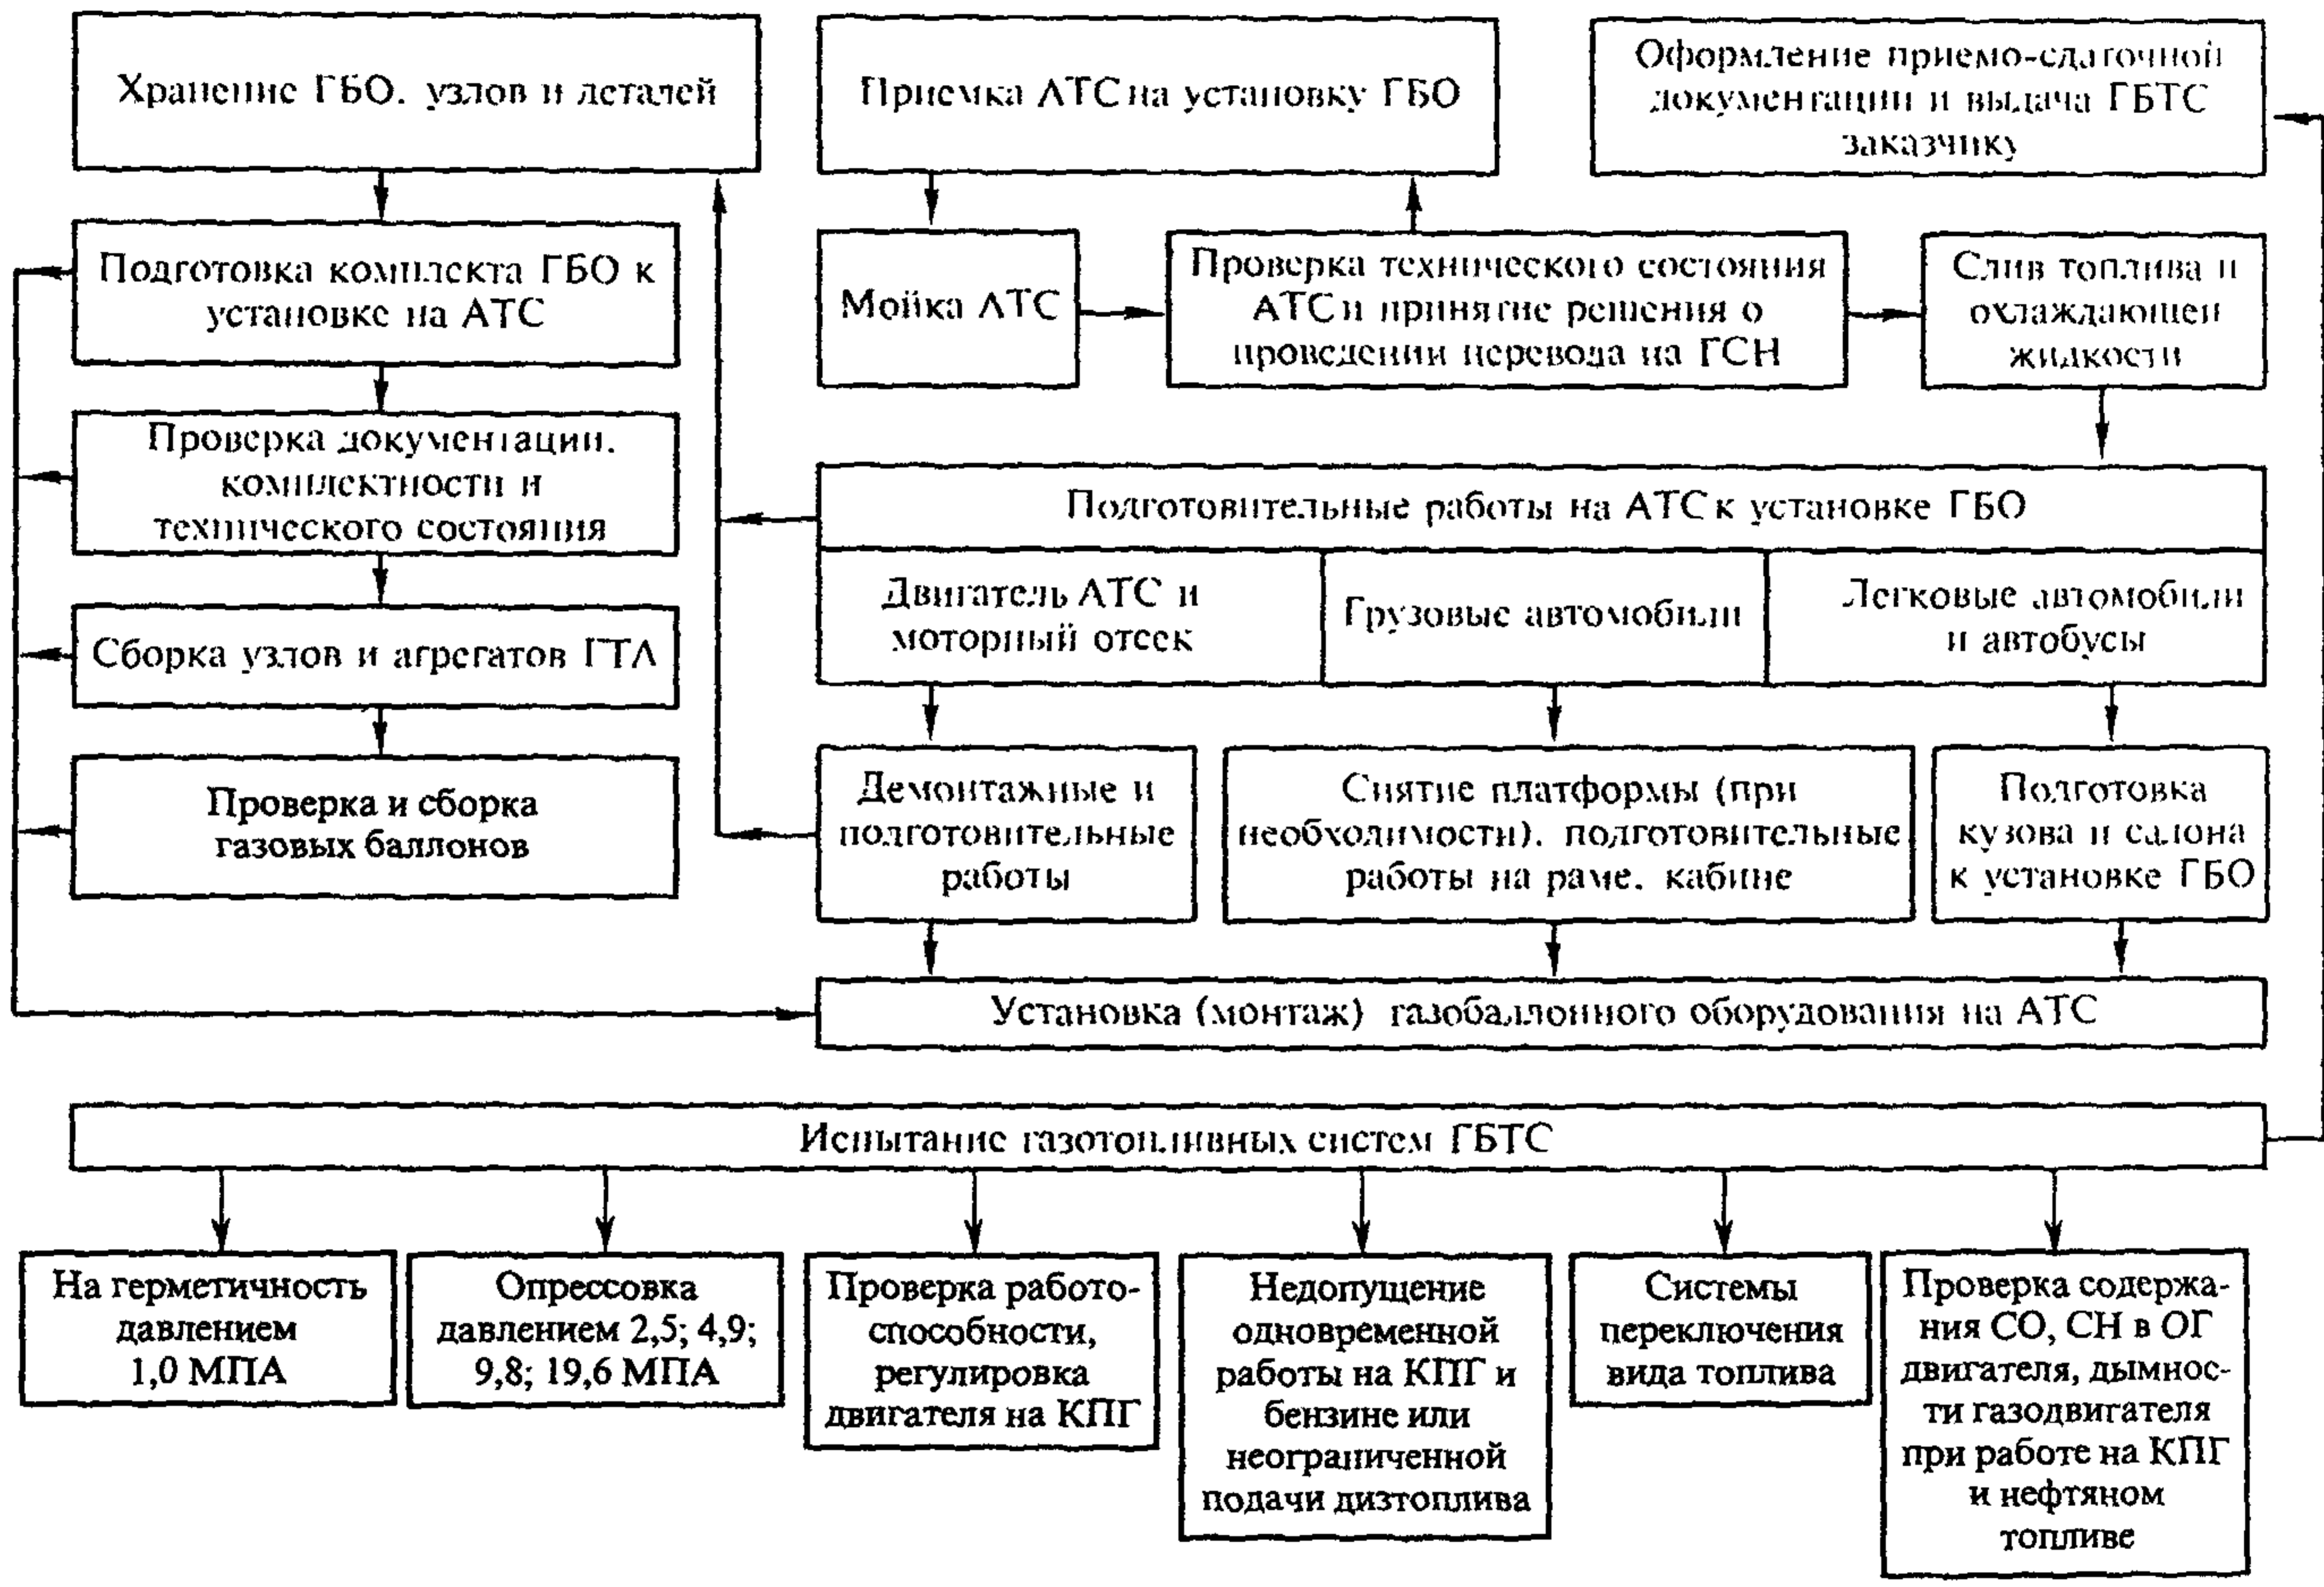 Хранение ГБО, узлов и деталей
Приемка АТС на установку ГБО
Оформление приемо-сдаточной
документации и выдача ГБТС
заказчику
Подготовка комплекта ГБО к
установке на АТС
Мойка АТС
Проверка технического состояния
АТС и принятие решения о
проведении перевода на ГСН
Слив топлива и
охлаждающей
жидкости
Проверка документации,
комплектности и
технического состояния
Подготовительные работы на АТС к установке ГБО
Двигатель АТС и
моторный отсек
Грузовые автомобили
Легковые автомобили
и автобусы
Сборка узлов и агрегатов ГТА
Проверка и сборка
газовых баллонов
Демонтажные и
подготовительные
работы
Снятие платформы (при
необходимости), подготовительные
работы на раме, кабине
Подготовка
кузова и салона
к установке ГБО
Установка (монтаж) газобаллонного оборудования на АТС
Испытание газотопливных систем ГБТС
На герметичность
давлением
1,0 МПА
Опрессовка
давлением 2,5; 4,9;
9,8; 19,6 МПА
Проверка работо-
способности,
регулировка
двигателя на КПГ
Недопущение
одновременной
работы на КПГ и
бензине или
неограниченной
подачи дизтоплива
Системы
переключения
вида топлива
Проверка содержа-
ния СО, СН в ОГ
двигателя, дымнос-
ти газодвигателя
при работе на КПГ
и нефтяном
топливе